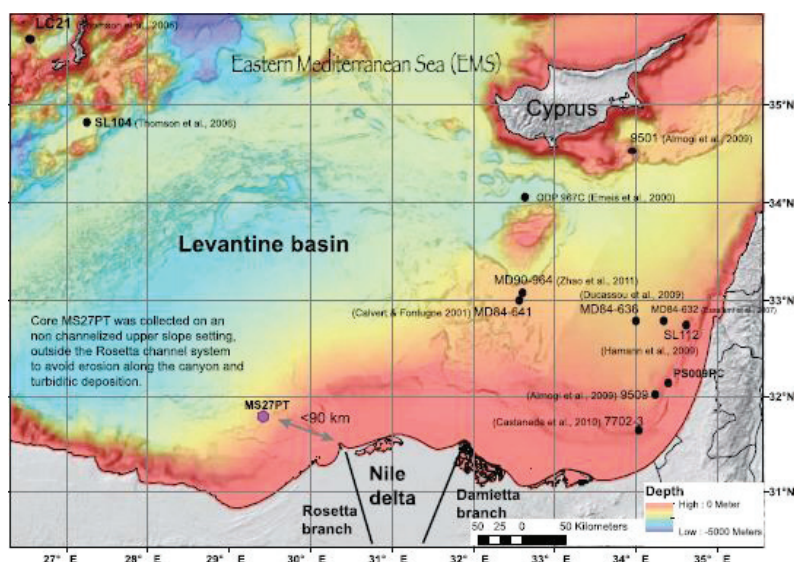 LC21 (Thomson et al., 2006)
Eastern Mediterranean Sea (EMS)
Cyprus
35°N
SL104 (Thomson et al., 2006)
9501 (Almogi et al., 2009)
ODP 967C (Emeis et al., 2000)
34°N
Levantine basin
MD90-964 (Zhao et al., 2011)
(Ducassou et al., 2009)
33°N
(Calvert & Fontugne 2001) MD84-641
MD84-636
MD84-632
SL112
(Hamann et al., 2009)
Core MS27PT was collected on an
non channelized upper slope setting,
outside the Rosetta channel system
to avoid erosion along the canyon and
turbiditic deposition.
PS009PC
(Almogi et al., 2009) 9509
32°N
MS27PT
<90 km
(Castaneda et al., 2010) 7702-3
Nile
delta
Rosetta
branch
Damietta
branch
31°N
Depth
High : 0 Meter
Low : -5000 Meters
50 25 0 50 Kilometers
27° E 28° E 29° E 30° E 31° E 32° E 33° E 34° E 35° E